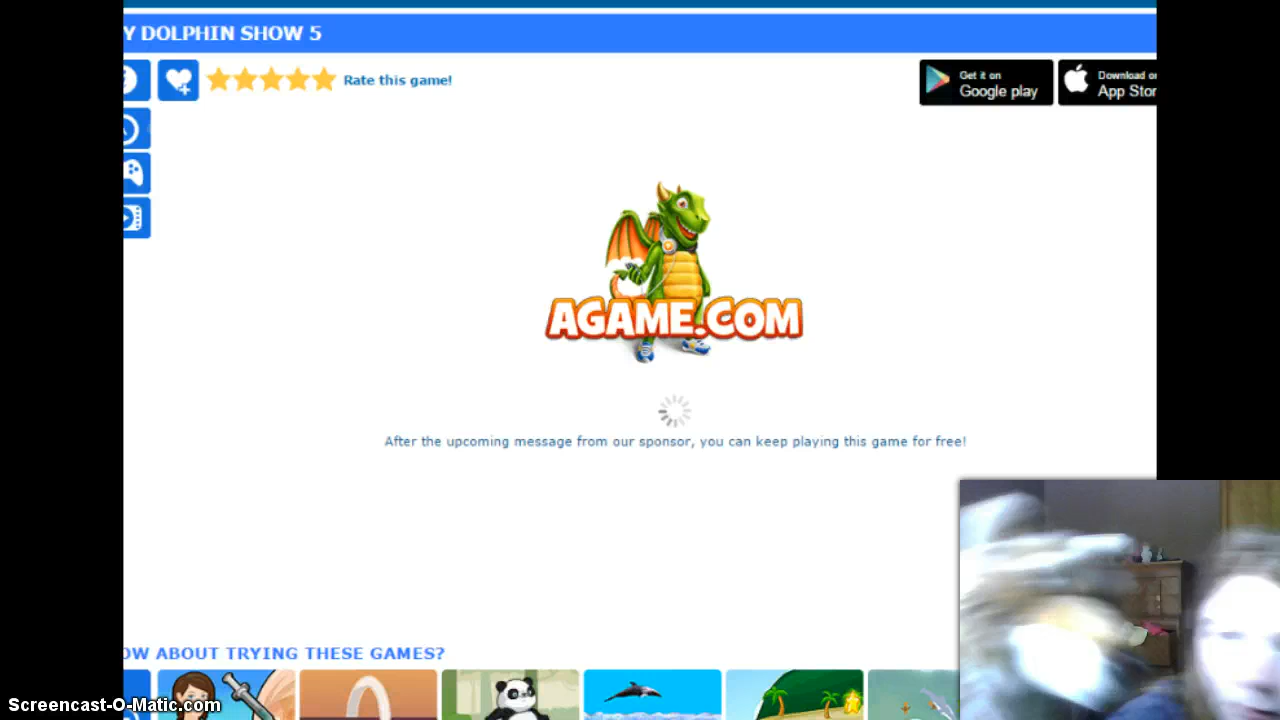 Y DOLPHIN SHOW 5
Rate this game!
Get it on
Google play
Download o
App Stor
AGAME.COM
After the upcoming message from our sponsor, you can keep playing this game for free!
OW ABOUT TRYING THESE GAMES?
Screencast-O-Matic.com